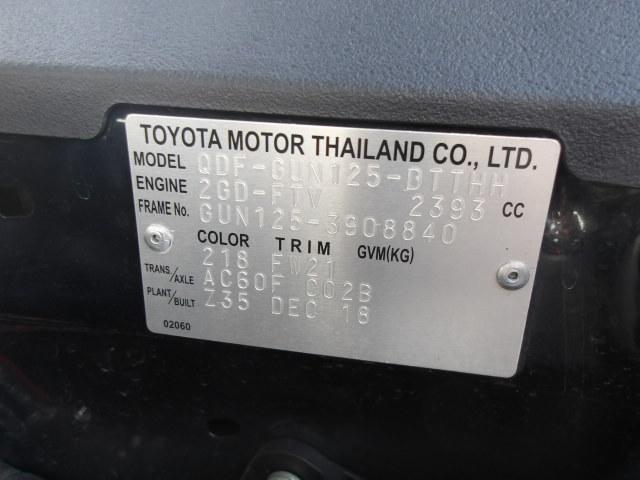 TOYOTA MOTOR THAILAND CO., LTD.
MODEL QDF-GUN125-DTTHH
ENGINE 2GD-FTV 2393 CC
FRAME No. GUN125-3908840
COLOR TRIM GVM(KG)
218 FW21
TRANS./AXLE AC60F C02B
PLANT/BUILT Z35 DEC 18
02060